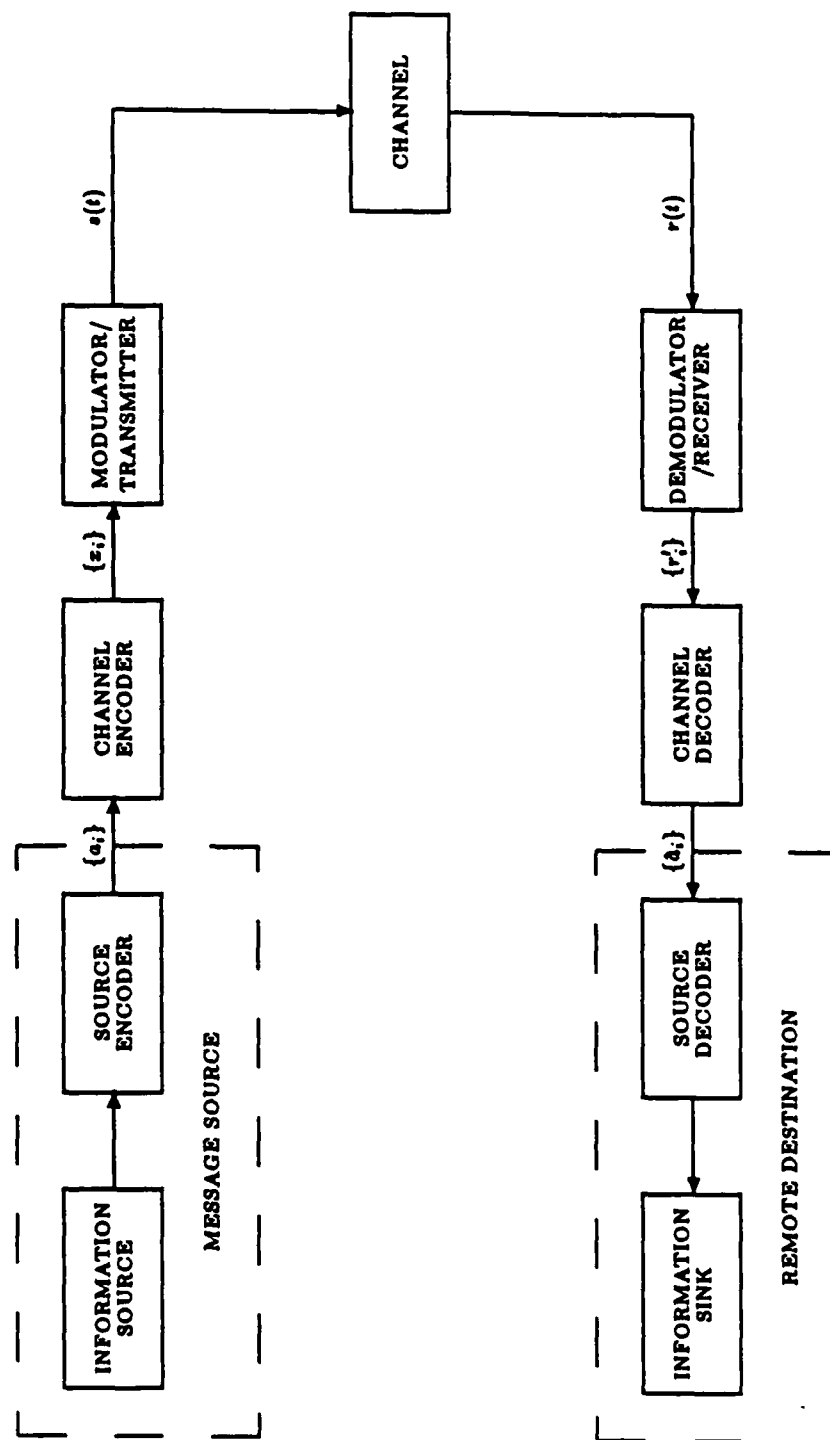 INFORMATION
SOURCE
SOURCE
ENCODER
{a_i}
CHANNEL
ENCODER
{x_i}
MODULATOR/
TRANSMITTER
s(t)
MESSAGE SOURCE
CHANNEL
INFORMATION
SINK
SOURCE
DECODER
{â_i}
CHANNEL
DECODER
{r'_i}
DEMODULATOR
/RECEIVER
r(t)
REMOTE DESTINATION